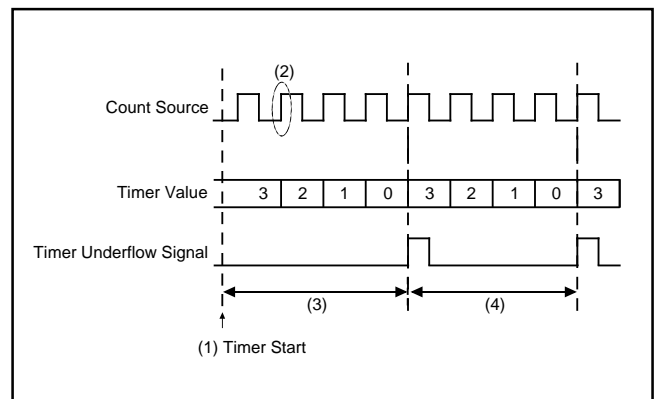 (2)
Count Source
Timer Value 3 2 1 0 3 2 1 0 3
Timer Underflow Signal
(3) (4)
(1) Timer Start